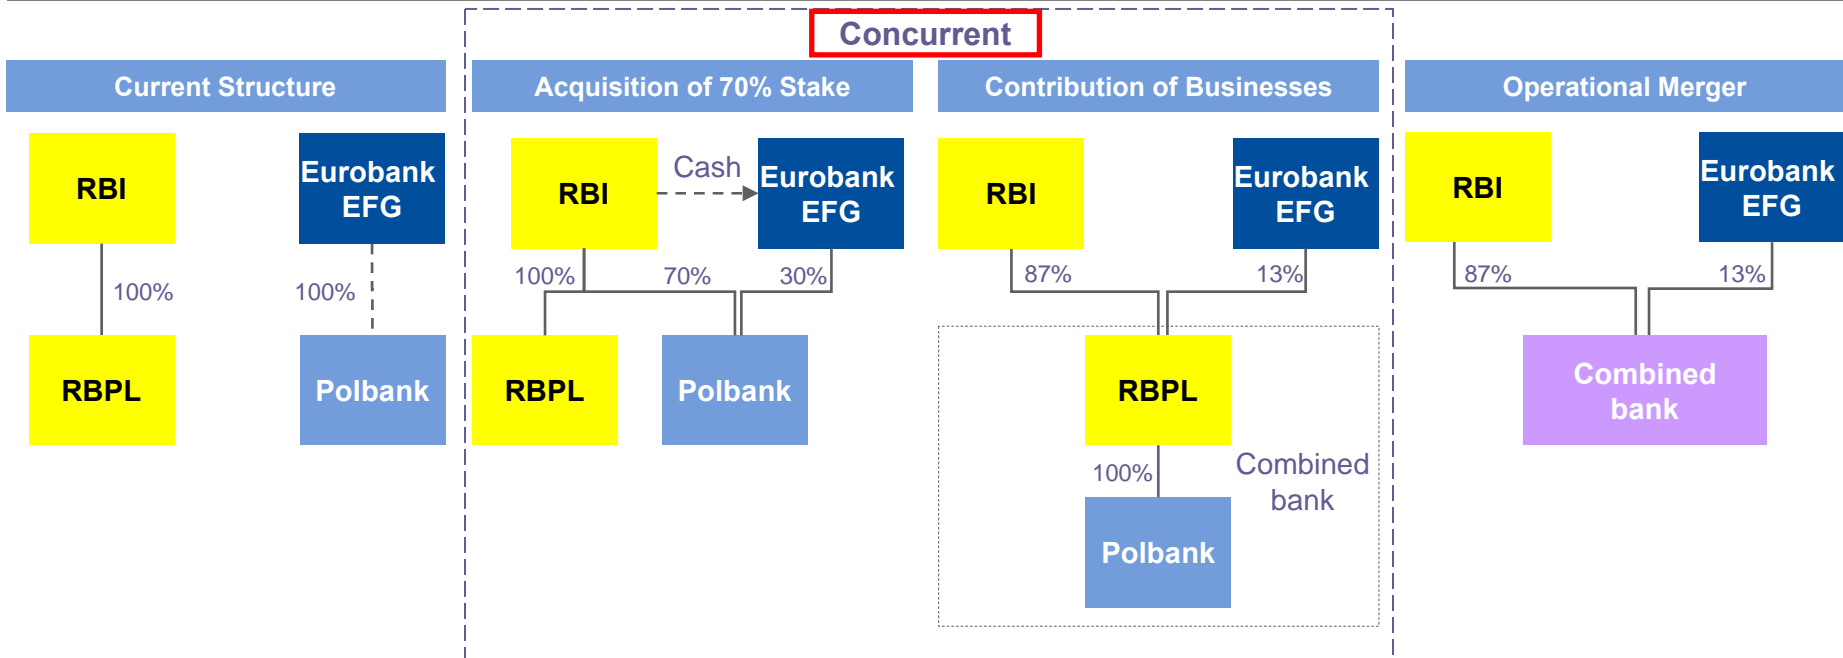 Concurrent
Current Structure
RBI
Eurobank
EFG
100%
100%
RBPL
Polbank
Acquisition of 70% Stake
RBI
Cash
Eurobank
EFG
100%
70%
30%
RBPL
Polbank
Contribution of Businesses
RBI
Eurobank
EFG
87%
13%
RBPL
100%
Combined
bank
Polbank
Operational Merger
RBI
Eurobank
EFG
87%
13%
Combined
bank